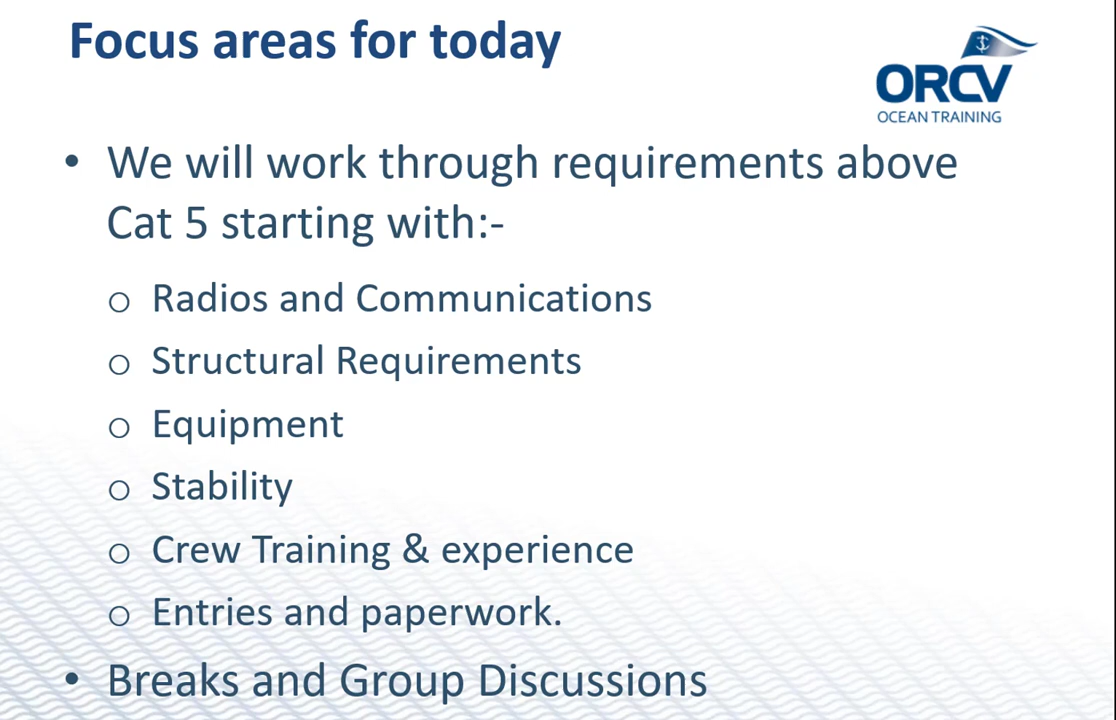 Focus areas for today
ORCV
OCEAN TRAINING
• We will work through requirements above
Cat 5 starting with:-
o Radios and Communications
o Structural Requirements
o Equipment
o Stability
o Crew Training & experience
o Entries and paperwork.
• Breaks and Group Discussions